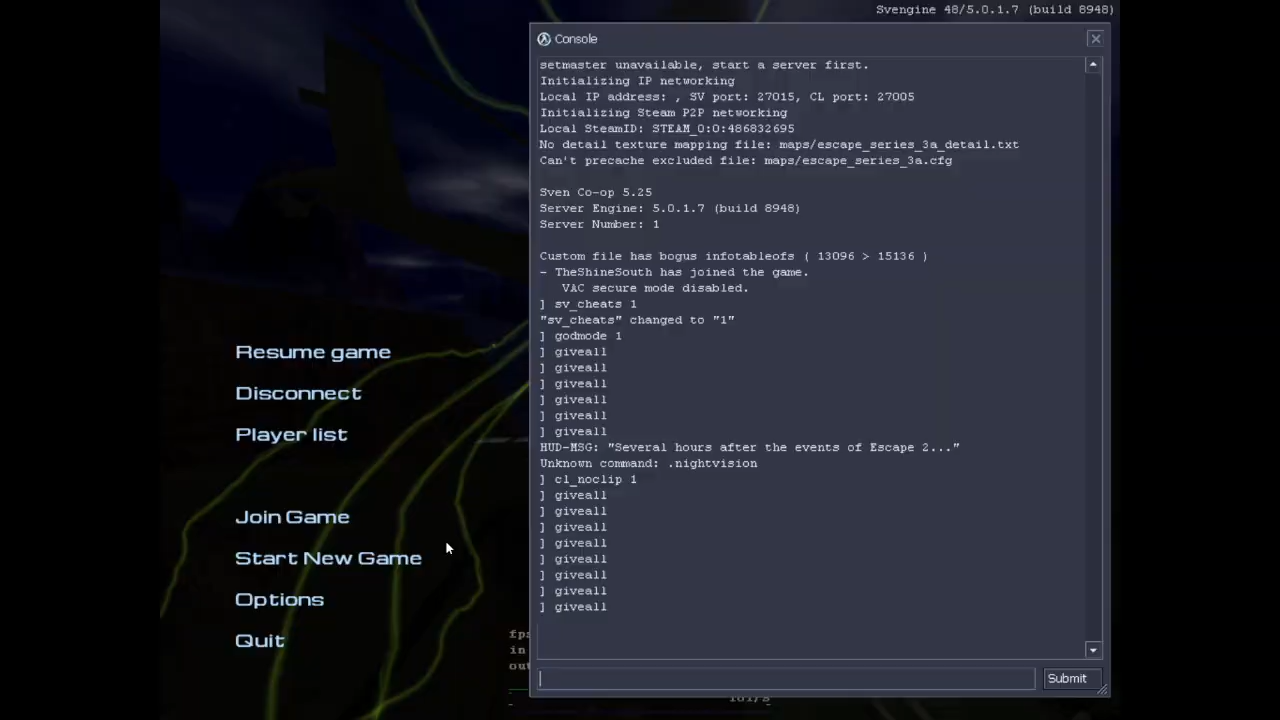 Svengine 48/5.0.1.7 (build 8948)
Console
setmaster unavailable, start a server first.
Initializing IP networking
Local IP address: , SV port: 27015, CL port: 27005
Initializing Steam P2P networking
Local SteamID: STEAM_0:0:486832695
No detail texture mapping file: maps/escape_series_3a_detail.txt
Can't precache excluded file: maps/escape_series_3a.cfg
Sven Co-op 5.25
Server Engine: 5.0.1.7 (build 8948)
Server Number: 1
Custom file has bogus infotableofs ( 13096 > 15136 )
- TheShineSouth has joined the game.
VAC secure mode disabled.
] sv_cheats 1
"sv_cheats" changed to "1"
] godmode 1
] giveall
] giveall
] giveall
] giveall
] giveall
] giveall
HUD-MSG: "Several hours after the events of Escape 2..."
Unknown command: .nightvision
] cl_noclip 1
] giveall
] giveall
] giveall
] giveall
] giveall
] giveall
] giveall
] giveall
Submit
Resume game
Disconnect
Player list
Join Game
Start New Game
Options
Quit
fps
in
out